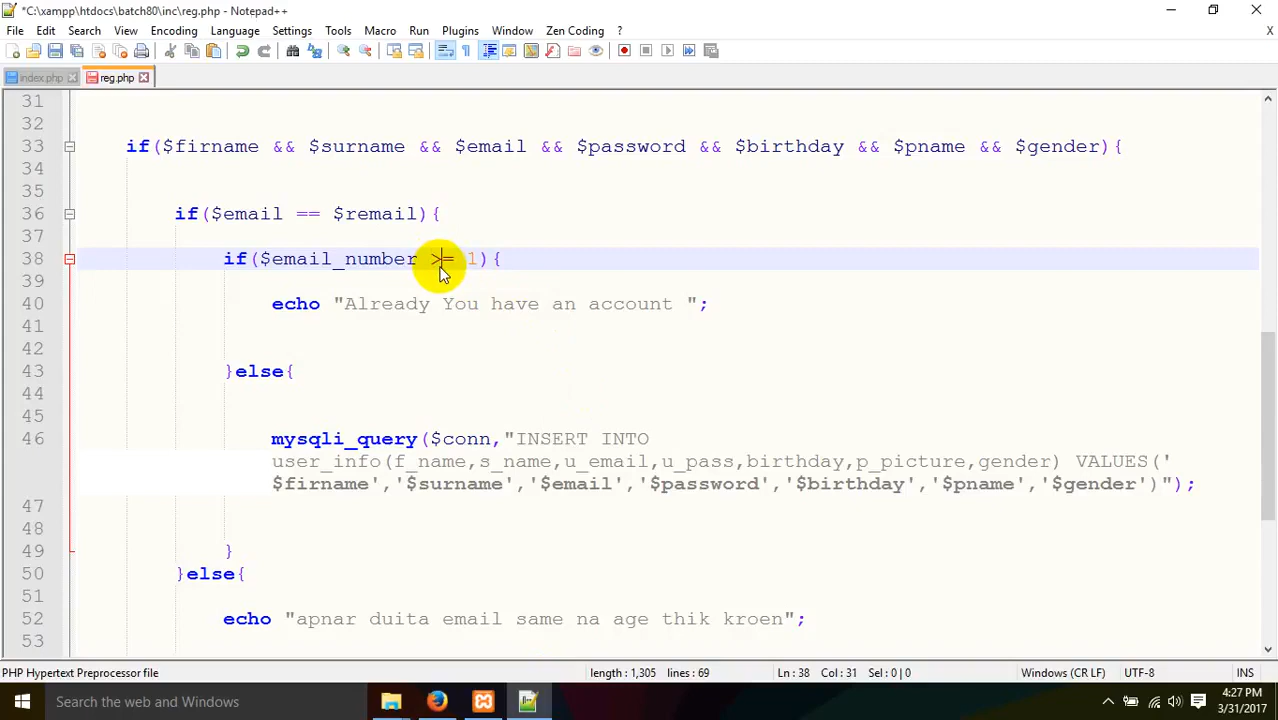 *C:\xampp\htdocs\batch80\inc\reg.php - Notepad++
File Edit Search View Encoding Language Settings Tools Macro Run Plugins Window Zen Coding ? X
index.php reg.php
31
32
33 if($firname && $surname && $email && $password && $birthday && $pname && $gender){
34
35
36 if($email == $remail){
37
38 if($email_number >= 1){
39
40 echo "Already You have an account ";
41
42
43 }else{
44
45
46 mysqli_query($conn,"INSERT INTO
user_info(f_name,s_name,u_email,u_pass,birthday,p_picture,gender) VALUES('
$firname','$surname','$email','$password','$birthday','$pname','$gender')");
47
48
49 }
50 }else{
51
52 echo "apnar duita email same na age thik kroen";
53
PHP Hypertext Preprocessor file length : 1,305 lines : 69 Ln : 38 Col : 31 Sel : 0 | 0 Windows (CR LF) UTF-8 INS
Search the web and Windows
4:27 PM
3/31/2017